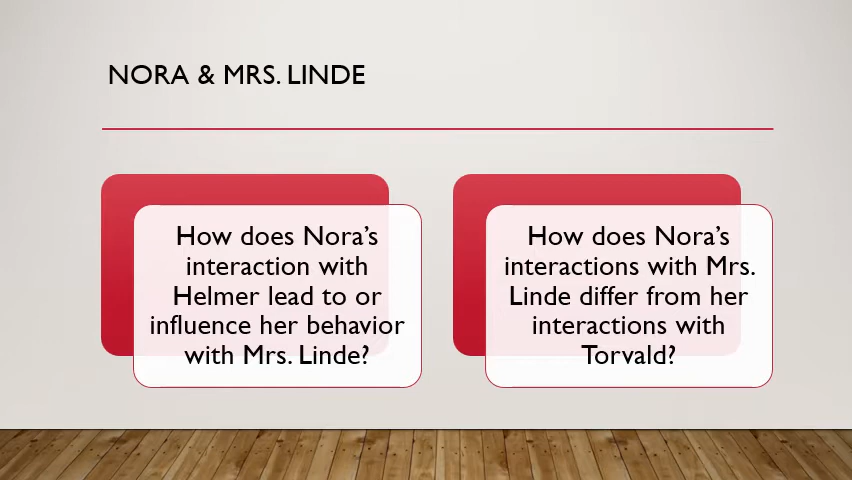 NORA & MRS. LINDE
How does Nora’s
interaction with
Helmer lead to or
influence her behavior
with Mrs. Linde?
How does Nora’s
interactions with Mrs.
Linde differ from her
interactions with
Torvald?